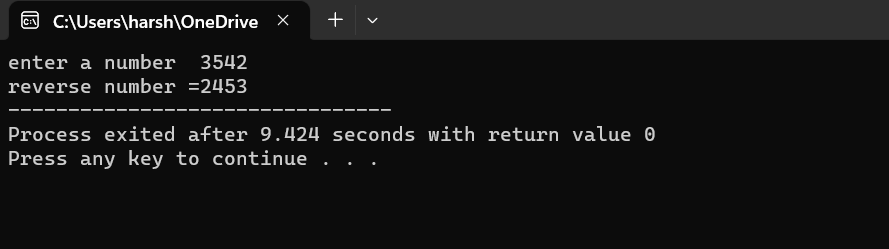 C:\Users\harsh\OneDrive
enter a number  3542
reverse number =2453
--------------------------------
Process exited after 9.424 seconds with return value 0
Press any key to continue . . .